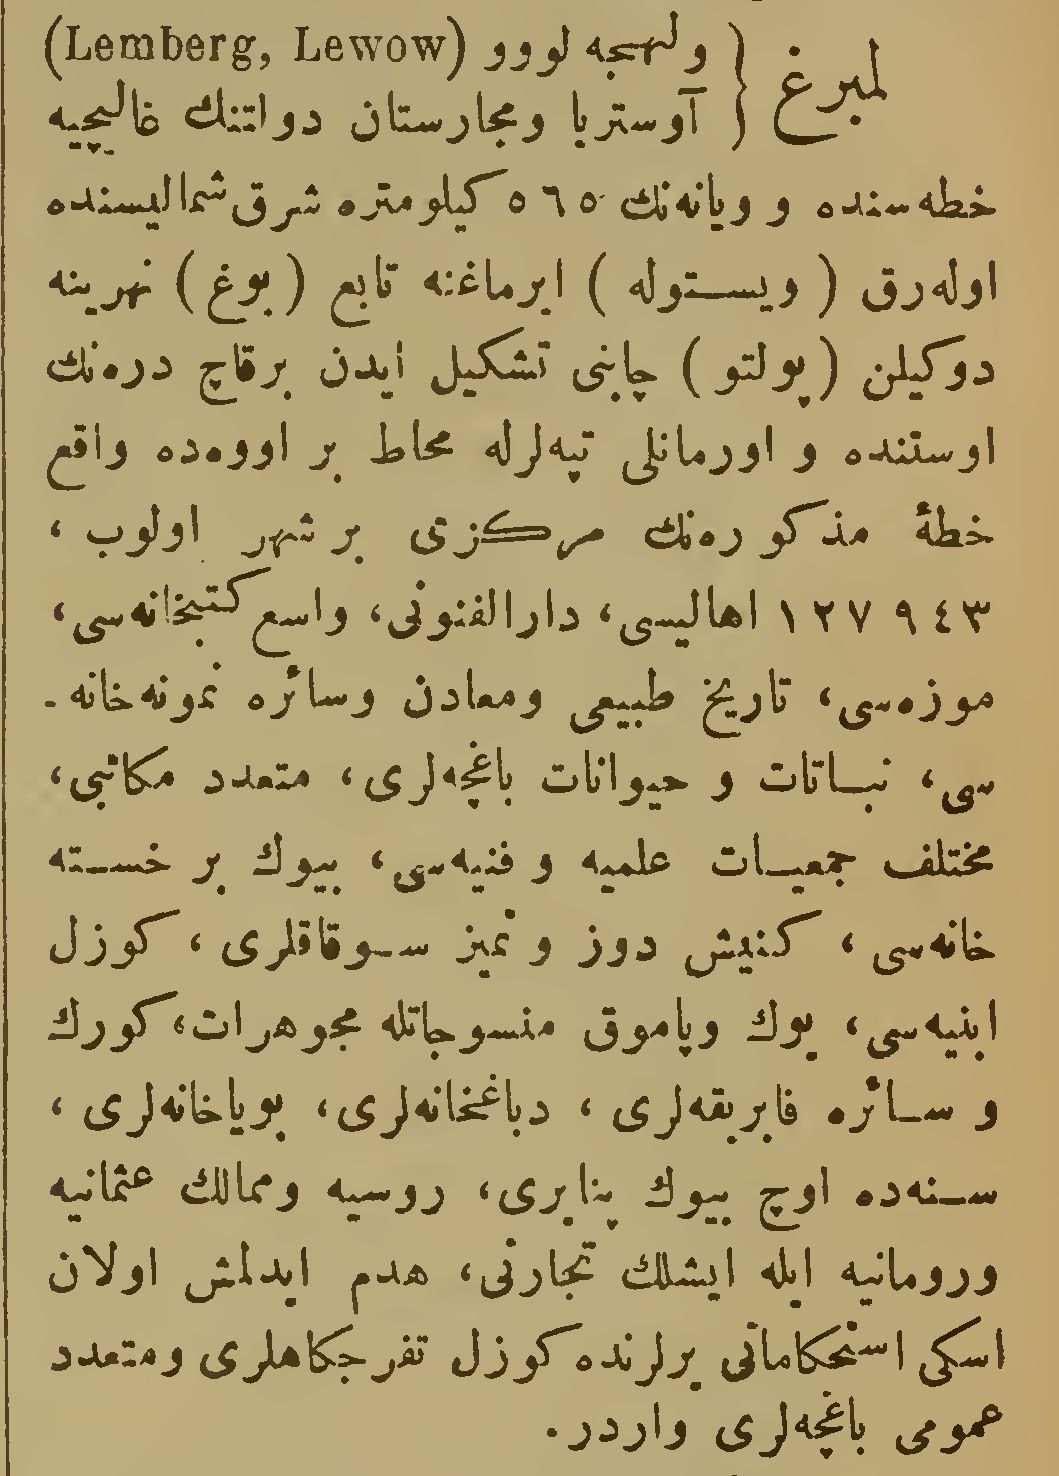 لمبرغ { ولهجه لووو (Lemberg, Lewow)
آوستريا ومجارستان دولتنك غاليچيه
خطه‌سنده و ويانه‌نك ٥٦٥ كيلومتره شرق شماليسنده
اوله‌رق ( ويستوله ) ايرماغنه تابع ( بوغ ) نهرينه
دوكيلن ( پولتو ) چاينى تشكيل ايدن برقاچ دره‌نك
اوستنده و اورمانلى تپه‌لرله محاط بر اووه‌ده واقع
خطهٔ مذكوره‌نك مركزى بر شهر اولوب ،
١٢٧ ٩٤٣ اهاليسى، دارالفنونى، واسع كتبخانه‌سى،
موزه‌سى، تاريخ طبيعى ومعادن وسائره نمونه‌خانه‌-
سى، نباتات و حيوانات باغچه‌لرى، متعدد مكاتبى،
مختلف جمعيات علميه و فنيه‌سى، بيوك بر خسته
خانه‌سى ، كنيش دوز و تميز سوقاقلرى ، كوزل
ابنيه‌سى، يوك وپاموق منسوجاتله مجوهرات، كورك
و سائره فابريقه‌لرى ، دباغخانه‌لرى، بوياخانه‌لرى ،
سنه‌ده اوچ بيوك پنايرى، روسيه وممالك عثمانيه
ورومانيه ايله ايشلك تجارتى، هدم ايدلمش اولان
اسكى استحكاماتى يرلرنده كوزل تفرجكاهلرى ومتعدد
عمومى باغچه‌لرى واردر.